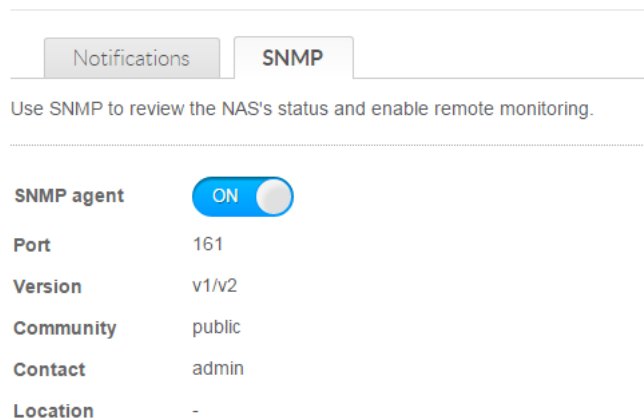 Notifications SNMP
Use SNMP to review the NAS's status and enable remote monitoring.
SNMP agent ON
Port 161
Version v1/v2
Community public
Contact admin
Location -